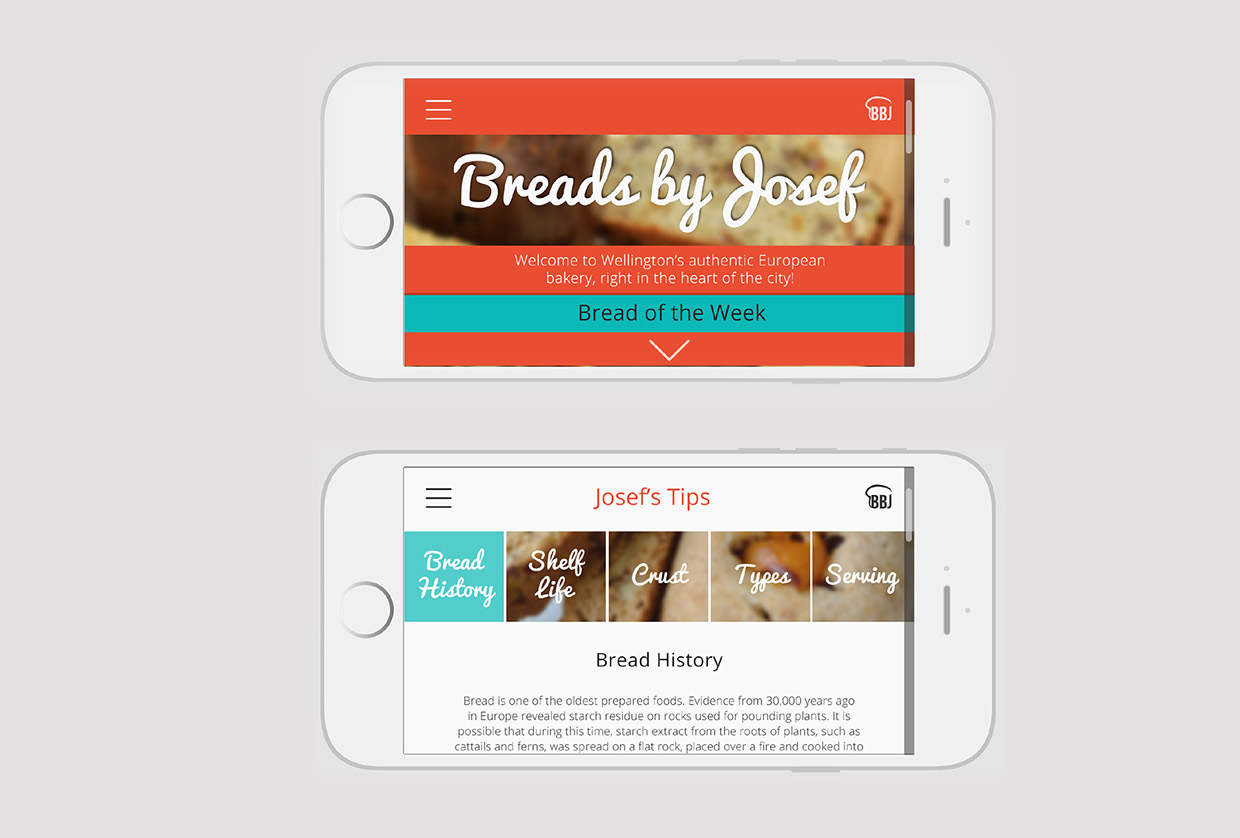 BBJ
Breads by Josef
Welcome to Wellington’s authentic European
bakery, right in the heart of the city!
Bread of the Week
Josef’s Tips
BBJ
Bread
History
Shelf
Life
Crust
Types
Serving
Bread History
Bread is one of the oldest prepared foods. Evidence from 30,000 years ago
in Europe revealed starch residue on rocks used for pounding plants. It is
possible that during this time, starch extract from the roots of plants, such as
cattails and ferns, was spread on a flat rock, placed over a fire and cooked into